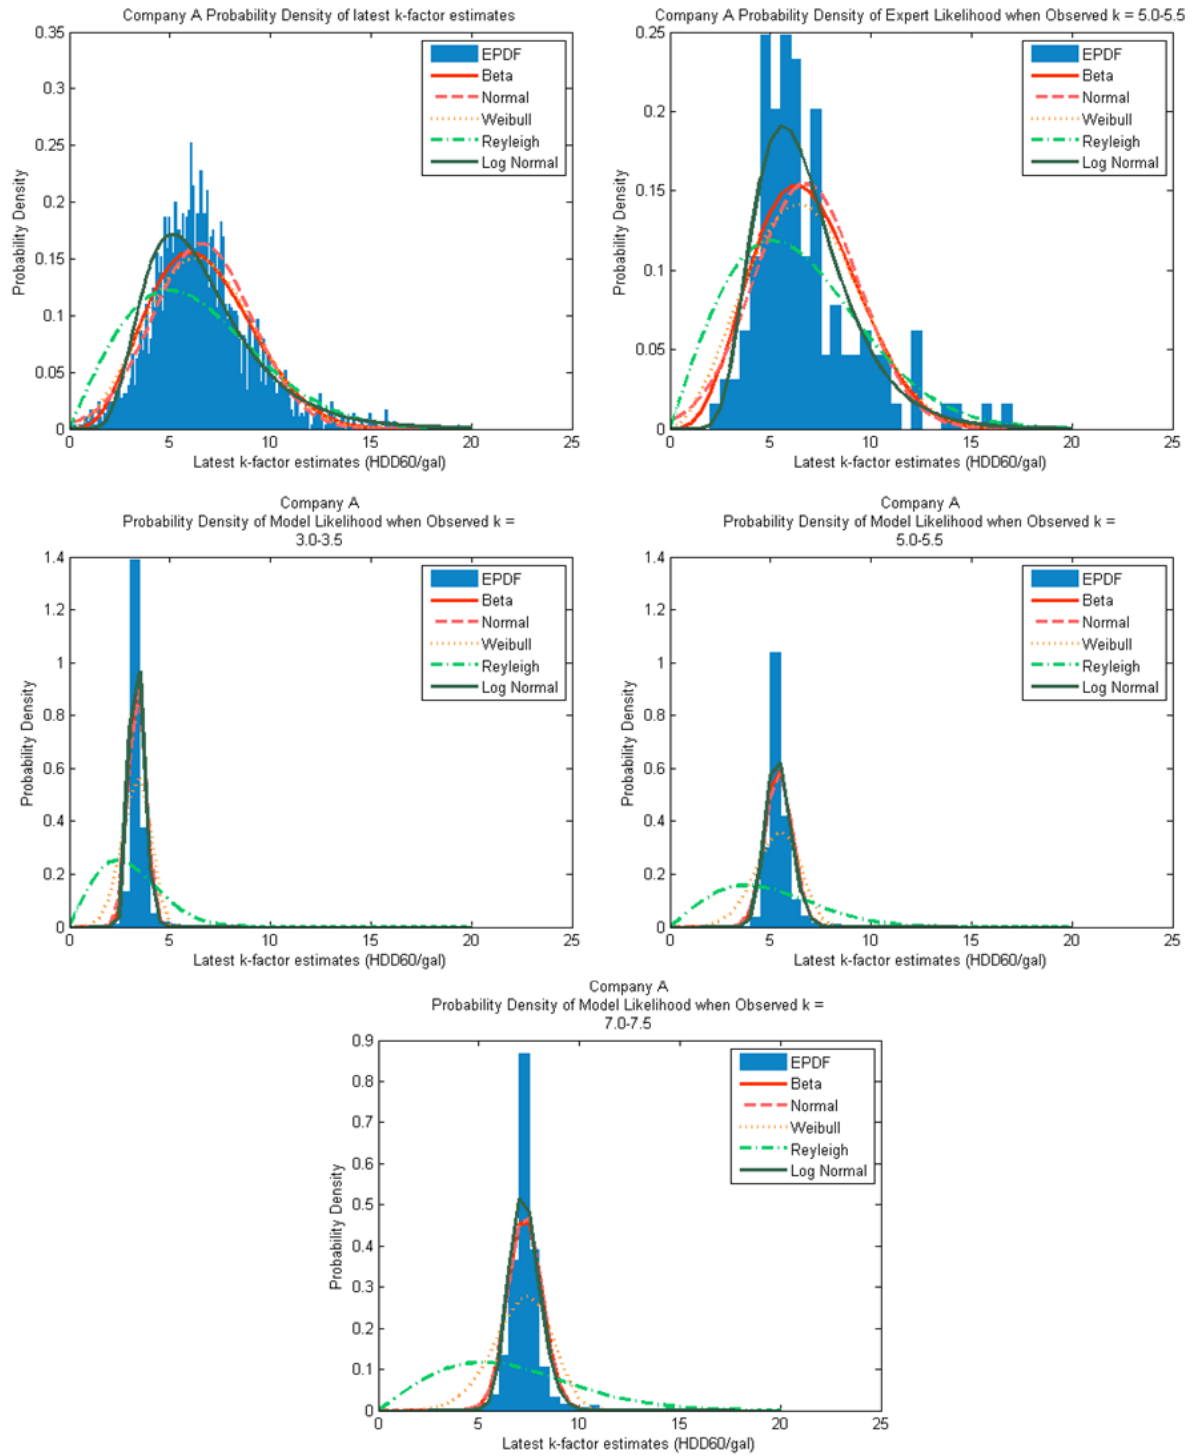 Company A Probability Density of latest k-factor estimates
0.35
0.3
0.25
0.2
0.15
0.1
0.05
0
Probability Density
EPDF
Beta
Normal
Weibull
Reyleigh
Log Normal
0 5 10 15 20 25
Latest k-factor estimates (HDD60/gal)
Company A Probability Density of Expert Likelihood when Observed k = 5.0-5.5
0.25
0.2
0.15
0.1
0.05
0
Probability Density
EPDF
Beta
Normal
Weibull
Reyleigh
Log Normal
0 5 10 15 20 25
Latest k-factor estimates (HDD60/gal)
Company A
Probability Density of Model Likelihood when Observed k =
3.0-3.5
1.4
1.2
1
0.8
0.6
0.4
0.2
0
Probability Density
EPDF
Beta
Normal
Weibull
Reyleigh
Log Normal
0 5 10 15 20 25
Latest k-factor estimates (HDD60/gal)
Company A
Probability Density of Model Likelihood when Observed k =
5.0-5.5
1.4
1.2
1
0.8
0.6
0.4
0.2
0
Probability Density
EPDF
Beta
Normal
Weibull
Reyleigh
Log Normal
0 5 10 15 20 25
Latest k-factor estimates (HDD60/gal)
Company A
Probability Density of Model Likelihood when Observed k =
7.0-7.5
0.9
0.8
0.7
0.6
0.5
0.4
0.3
0.2
0.1
0
Probability Density
EPDF
Beta
Normal
Weibull
Reyleigh
Log Normal
0 5 10 15 20 25
Latest k-factor estimates (HDD60/gal)